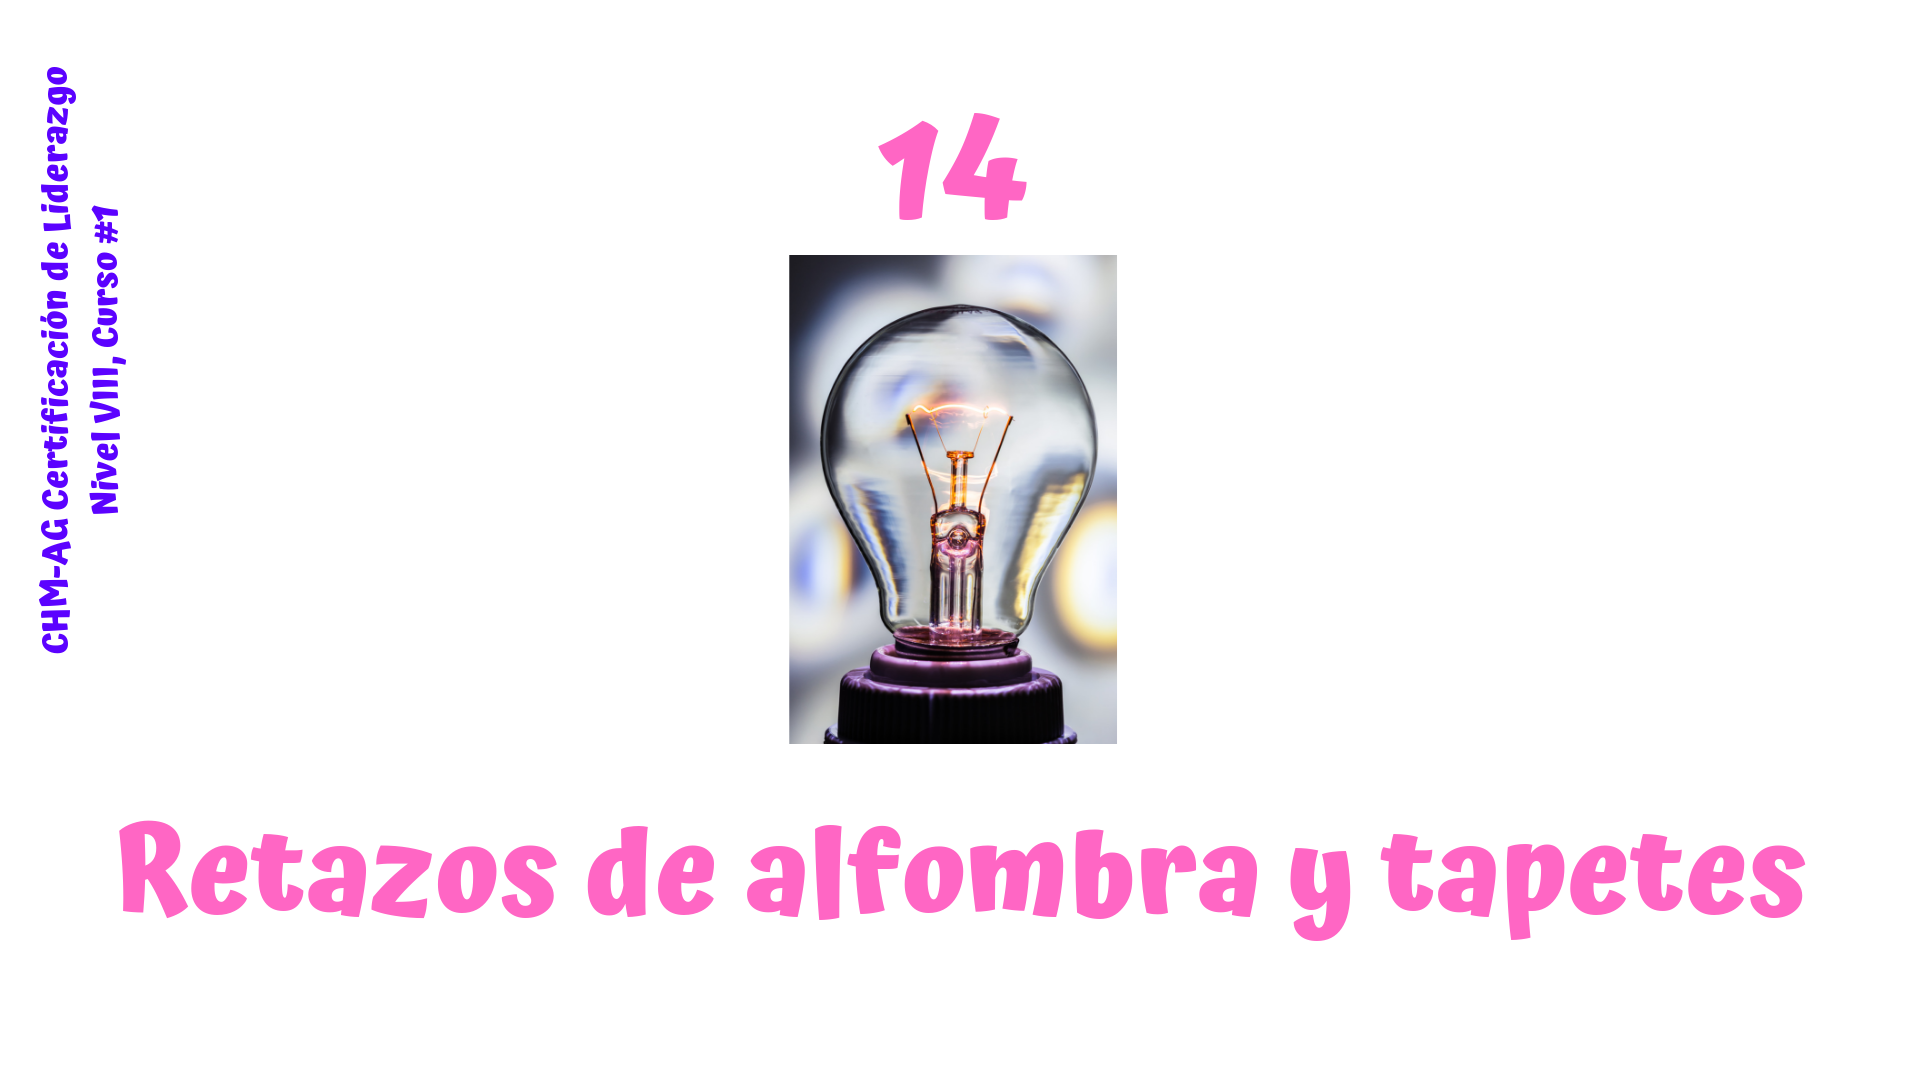 CHM-AG Certificación de Liderazgo
Nivel VIII, Curso #1
14
Retazos de alfombra y tapetes